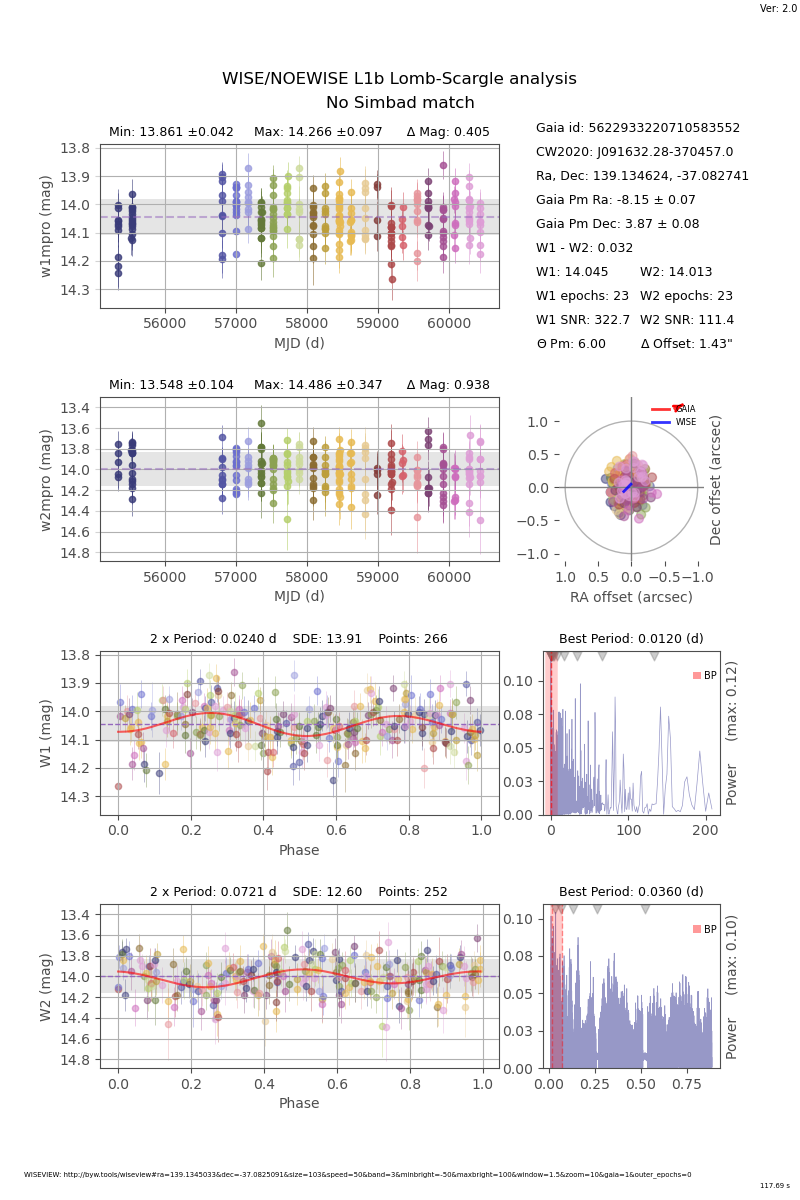 Ver: 2.0
WISE/NOEWISE L1b Lomb-Scargle analysis
No Simbad match
Min: 13.861 ±0.042 Max: 14.266 ±0.097 Δ Mag: 0.405
13.8
13.9
14.0
14.1
14.2
14.3
w1mpro (mag)
56000 57000 58000 59000 60000
MJD (d)
Gaia id: 5622933220710583552
CW2020: J091632.28-370457.0
Ra, Dec: 139.134624, -37.082741
Gaia Pm Ra: -8.15 ± 0.07
Gaia Pm Dec: 3.87 ± 0.08
W1 - W2: 0.032
W1: 14.045 W2: 14.013
W1 epochs: 23 W2 epochs: 23
W1 SNR: 322.7 W2 SNR: 111.4
Θ Pm: 6.00 Δ Offset: 1.43"
Min: 13.548 ±0.104 Max: 14.486 ±0.347 Δ Mag: 0.938
13.4
13.6
13.8
14.0
14.2
14.4
14.6
14.8
w2mpro (mag)
56000 57000 58000 59000 60000
MJD (d)
GAIA
WISE
1.0
0.5
0.0
−0.5
−1.0
Dec offset (arcsec)
1.0 0.5 0.0 −0.5 −1.0
RA offset (arcsec)
2 x Period: 0.0240 d SDE: 13.91 Points: 266
13.8
13.9
14.0
14.1
14.2
14.3
W1 (mag)
0.0 0.2 0.4 0.6 0.8 1.0
Phase
Best Period: 0.0120 (d)
BP
0.10
0.08
0.05
0.03
0.00
Power (max: 0.12)
0 100 200
2 x Period: 0.0721 d SDE: 12.60 Points: 252
13.4
13.6
13.8
14.0
14.2
14.4
14.6
14.8
W2 (mag)
0.0 0.2 0.4 0.6 0.8 1.0
Phase
Best Period: 0.0360 (d)
BP
0.10
0.08
0.05
0.03
0.00
Power (max: 0.10)
0.00 0.25 0.50 0.75
WISEVIEW: http://byw.tools/wiseview#ra=139.1345033&dec=-37.0825091&size=103&speed=50&band=3&minbright=-50&maxbright=100&window=1.5&zoom=10&gaia=1&outer_epochs=0
117.69 s